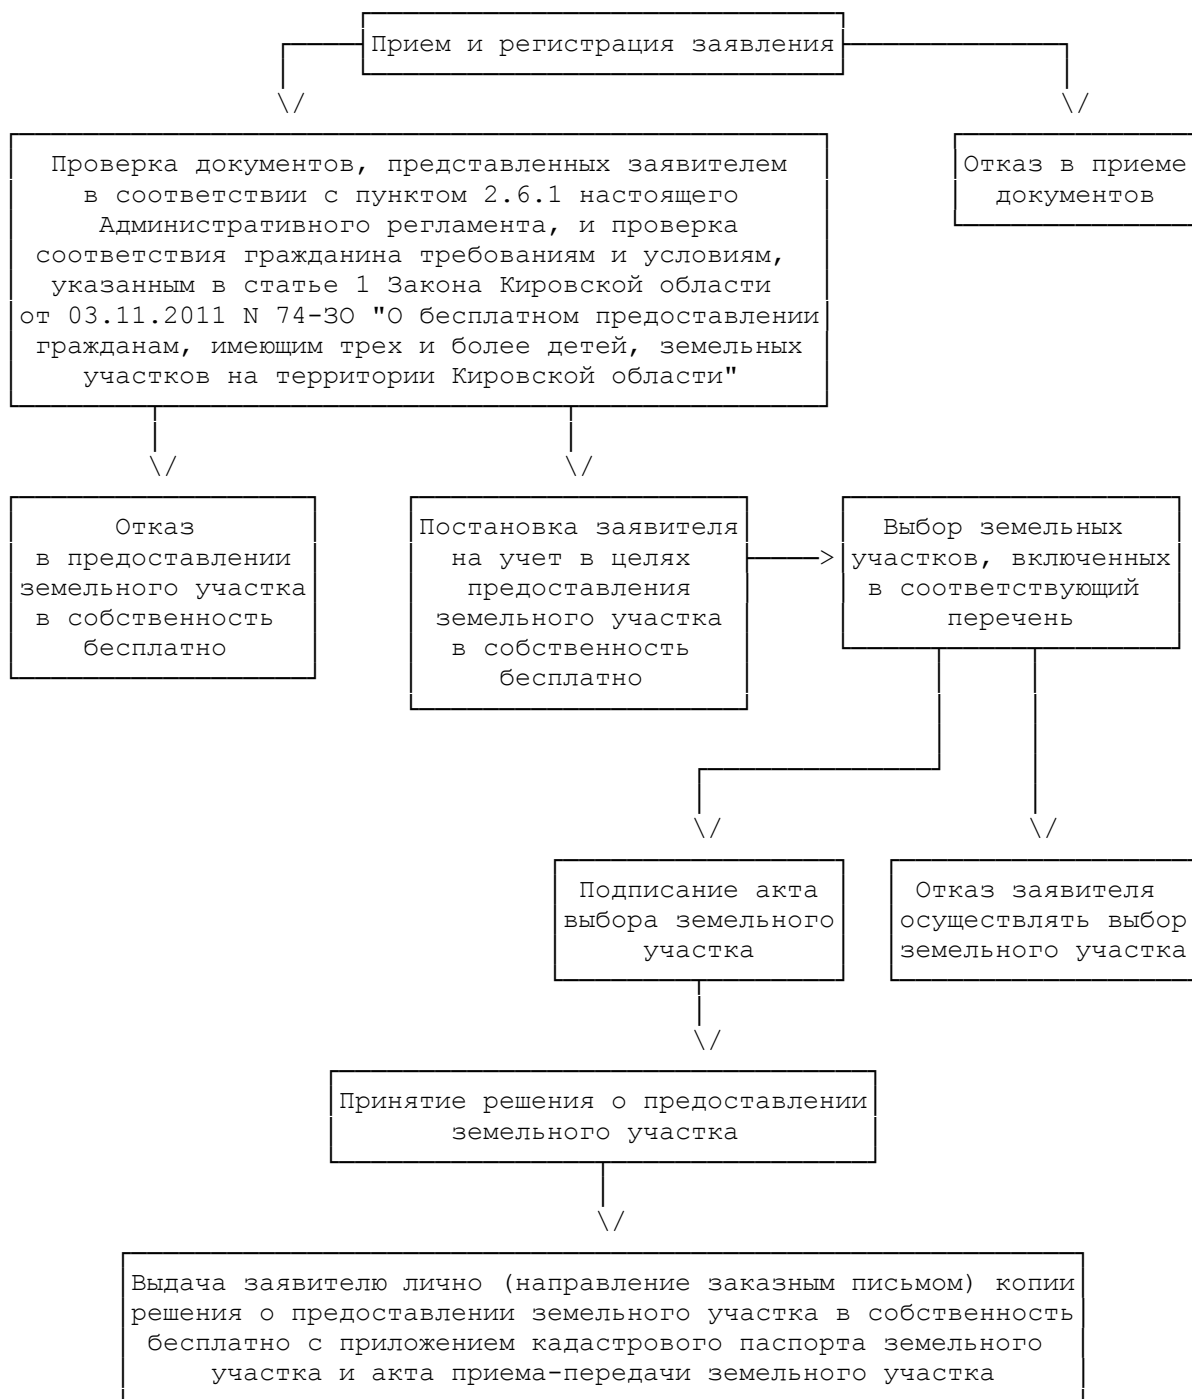 Прием и регистрация заявления
Проверка документов, представленных заявителем
в соответствии с пунктом 2.6.1 настоящего
Административного регламента, и проверка
соответствия гражданина требованиям и условиям,
указанным в статье 1 Закона Кировской области
от 03.11.2011 N 74-ЗО "О бесплатном предоставлении
гражданам, имеющим трех и более детей, земельных
участков на территории Кировской области"
Отказ в приеме
документов
Отказ
в предоставлении
земельного участка
в собственность
бесплатно
Постановка заявителя
на учет в целях
предоставления
земельного участка
в собственность
бесплатно
Выбор земельных
участков, включенных
в соответствующий
перечень
Подписание акта
выбора земельного
участка
Отказ заявителя
осуществлять выбор
земельного участка
Принятие решения о предоставлении
земельного участка
Выдача заявителю лично (направление заказным письмом) копии
решения о предоставлении земельного участка в собственность
бесплатно с приложением кадастрового паспорта земельного
участка и акта приема-передачи земельного участка